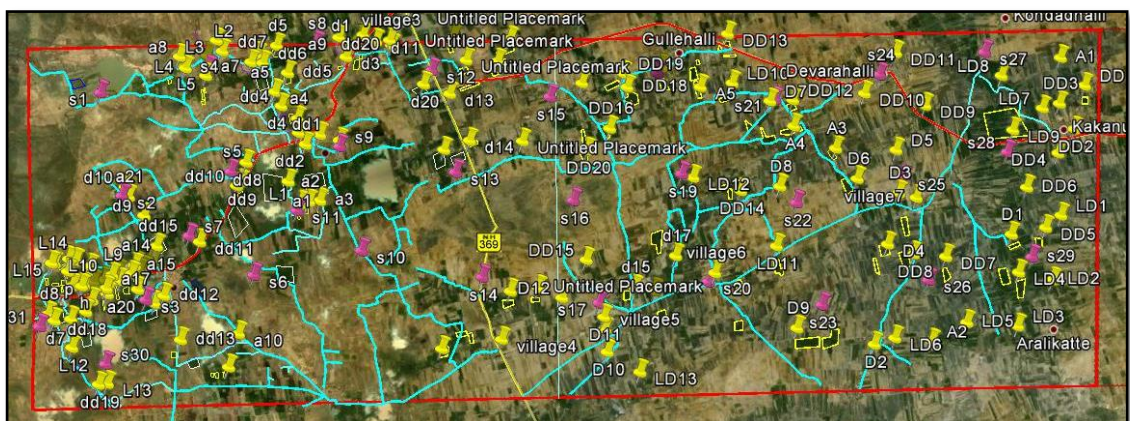 d5 s8 d1 village3 Untitled Placemark DD13 Kondadhalli
L2 dd7 a9 dd20 d11 Gullehalli
a8 L3 dd6 d3 Untitled Placemark DD19 s24 DD11 s27 A1
L4 s4 a7 a5 dd5 s12 Untitled Placemark DD18 LD10 Devarahalli LD8 DD3
L5 dd4 a4 d20 d13 s15 DD16 A5 s21 D7 DD12 DD10 DD9 LD7
s1 d4 dd1 s9 d14 A4 A3 D5 s28 LD9 Kakanu
s5 dd2 Untitled Placemark DD20 D8 D6 D3 DD4 DD2
d10 a21 dd10 dd8 L1 a2 s13 s19 LD12 village7 s25 DD6
d9 s2 dd9 a1 a3 s16 DD14 s22 D1 LD1
dd15 s7 s11 d17 DD5
L14 a14 dd11 s10 DD15 village6 D4 DD7 s29
L15 L10 L9 a15 s6 s14 D12 d15 LD11 DD8 LD4 LD2
d8 a17 Untitled Placemark s20 s26
a20 s3 dd12 s17 D9
31 dd18 village5 s23 LD5 LD3
d7 dd13 a10 D11 A2 Aralikatte
L12 s30 village4 D2 LD6
L13 D10 LD13
dd19
NH
369